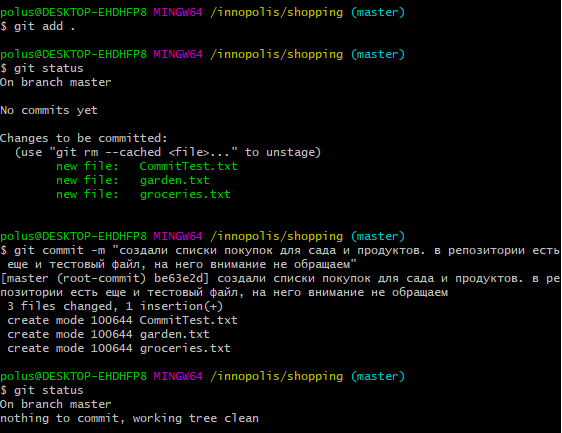 polus@DESKTOP-EHDHFP8 MINGW64 /innopolis/shopping (master)
$ git add .
polus@DESKTOP-EHDHFP8 MINGW64 /innopolis/shopping (master)
$ git status
On branch master
No commits yet
Changes to be committed:
  (use "git rm --cached <file>..." to unstage)
        new file:   CommitTest.txt
        new file:   garden.txt
        new file:   groceries.txt
polus@DESKTOP-EHDHFP8 MINGW64 /innopolis/shopping (master)
$ git commit -m "создали списки покупок для сада и продуктов. в репозитории есть
 еще и тестовый файл, на него внимание не обращаем"
[master (root-commit) be63e2d] создали списки покупок для сада и продуктов. в ре
позитории есть еще и тестовый файл, на него внимание не обращаем
 3 files changed, 1 insertion(+)
 create mode 100644 CommitTest.txt
 create mode 100644 garden.txt
 create mode 100644 groceries.txt
polus@DESKTOP-EHDHFP8 MINGW64 /innopolis/shopping (master)
$ git status
On branch master
nothing to commit, working tree clean